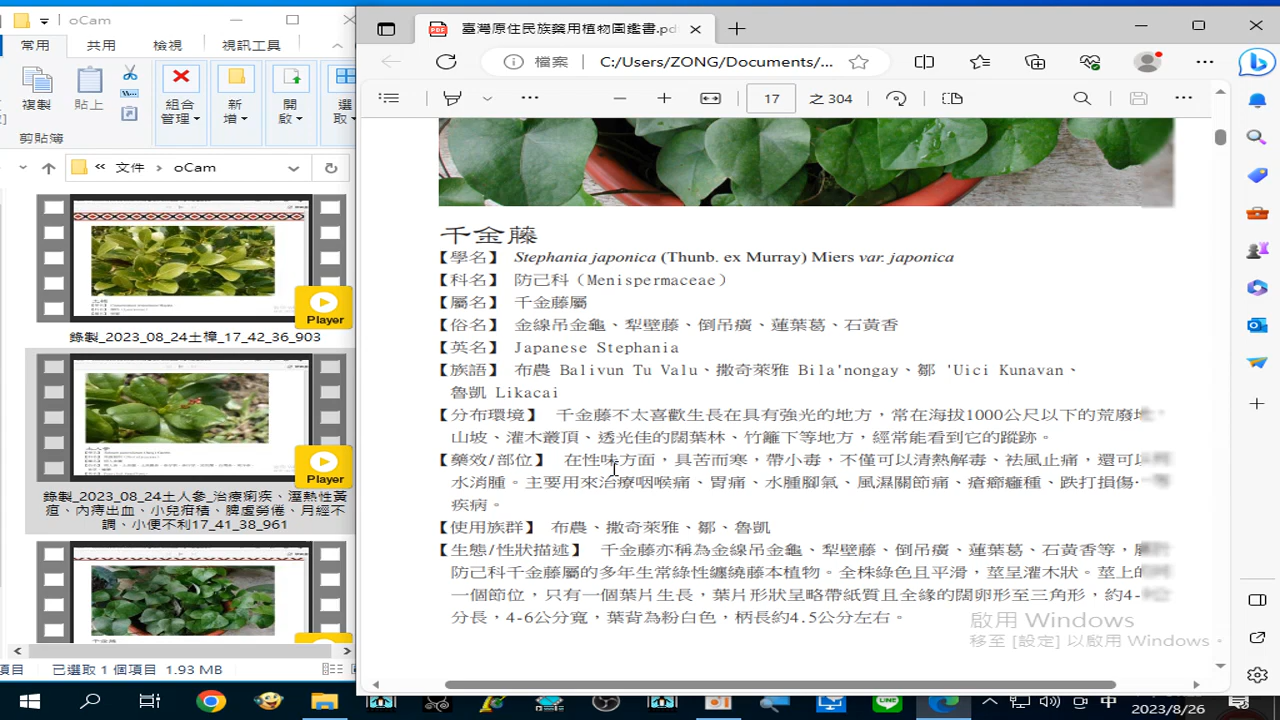 oCam
常用 共用 檢視 視訊工具
複製 貼上 組合管理 新增 開啟 選取
剪貼簿
文件 oCam
Player
錄製_2023_08_24土樟_17_42_36_903
Player
錄製_2023_08_24土人參_治療痢疾、溼熱性黃
疸、內痔出血、小兒疳積、脾虛勞倦、月經不
調、小便不利17_41_38_961
項目 已選取 1 個項目 1.93 MB
臺灣原住民族藥用植物圖鑑書.pdf
檔案 C:/Users/ZONG/Documents/...
17 之 304
千金藤
【學名】 Stephania japonica (Thunb. ex Murray) Miers var. japonica
【科名】 防己科（Menispermaceae）
【屬名】 千金藤屬
【俗名】 金線吊金龜、犁壁藤、倒吊癀、蓮葉葛、石黃香
【英名】 Japanese Stephania
【族語】 布農 Balivun Tu Valu、撒奇萊雅 Bila'nongay、鄒 'Uici Kunavan、
魯凱 Likacai
【分布環境】 千金藤不太喜歡生長在具有強光的地方，常在海拔1000公尺以下的荒廢地
山坡、灌木叢頂、透光佳的闊葉林、竹籬下等地方，經常能看到它的蹤跡。
【藥效/部位】 在性味方面，具苦而寒，帶小毒，不僅可以清熱解毒、袪風止痛，還可以
水消腫。主要用來治療咽喉痛、胃痛、水腫腳氣、風濕關節痛、瘡癤癰種、跌打損傷
疾病。
【使用族群】 布農、撒奇萊雅、鄒、魯凱
【生態/性狀描述】 千金藤亦稱為金線吊金龜、犁壁藤、倒吊癀、蓮葉葛、石黃香等，
防己科千金藤屬的多年生常綠性纏繞藤本植物。全株綠色且平滑，莖呈灌木狀。莖上的
一個節位，只有一個葉片生長，葉片形狀呈略帶紙質且全緣的闊卵形至三角形，約4-
分長，4-6公分寬，葉背為粉白色，柄長約4.5公分左右。
啟用 Windows
移至 [設定] 以啟用 Windows。
中
2023/8/26